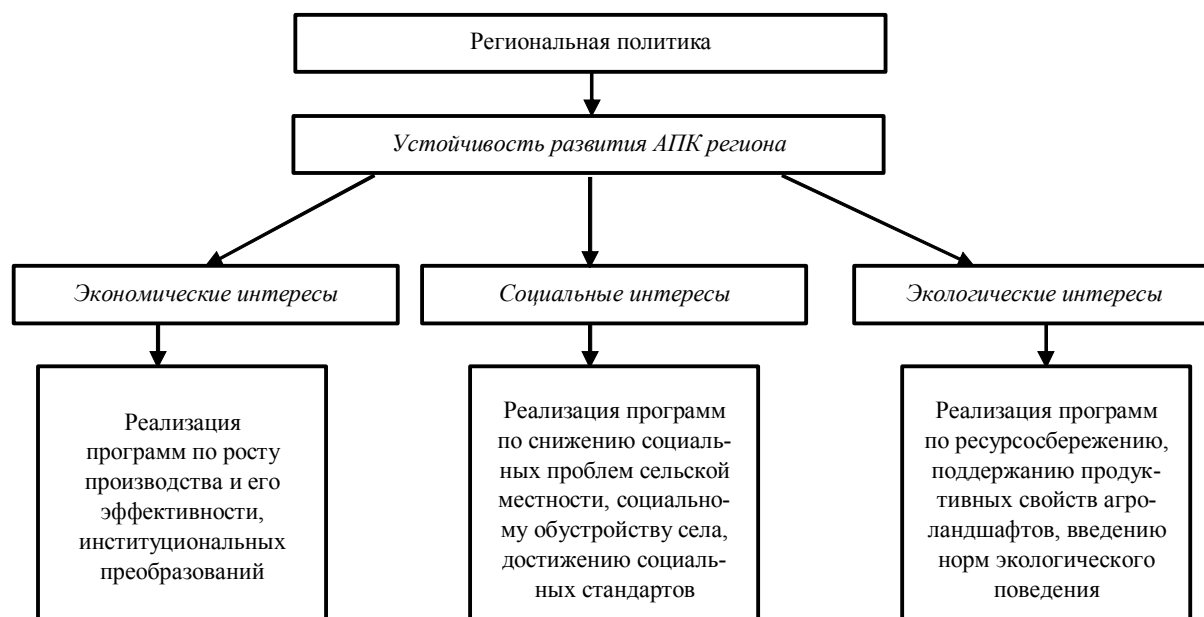 Региональная политика
Устойчивость развития АПК региона
Экономические интересы
Социальные интересы
Экологические интересы
Реализация
программ по росту
производства и его
эффективности,
институциональных
преобразований
Реализация программ
по снижению социаль-
ных проблем сельской
местности, социально-
му обустройству села,
достижению социаль-
ных стандартов
Реализация программ
по ресурсосбережению,
поддержанию продук-
тивных свойств агро-
ландшафтов, введению
норм экологического
поведения